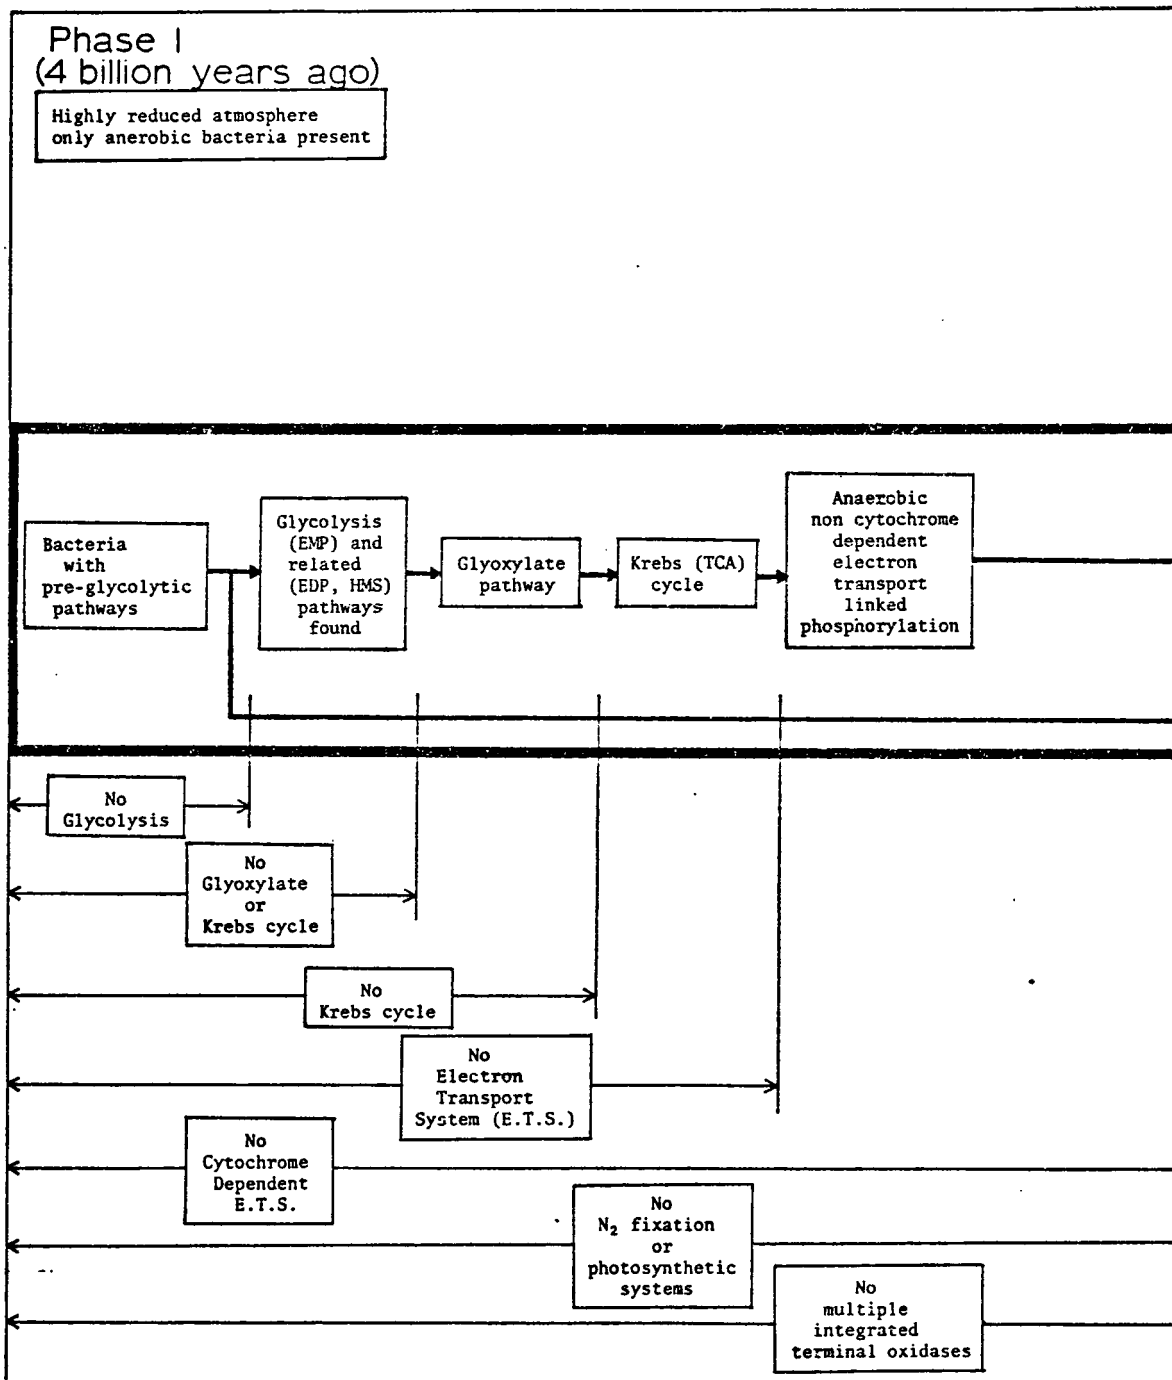 Phase I
(4 billion years ago)
Highly reduced atmosphere
only anerobic bacteria present
Bacteria
with
pre-glycolytic
pathways
Glycolysis
(EMP) and
related
(EDP, HMS)
pathways
found
Glyoxylate
pathway
Krebs (TCA)
cycle
Anaerobic
non cytochrome
dependent
electron
transport
linked
phosphorylation
No
Glycolysis
No
Glyoxylate
or
Krebs cycle
No
Krebs cycle
No
Electron
Transport
System (E.T.S.)
No
Cytochrome
Dependent
E.T.S.
No
N₂ fixation
or
photosynthetic
systems
No
multiple
integrated
terminal oxidases